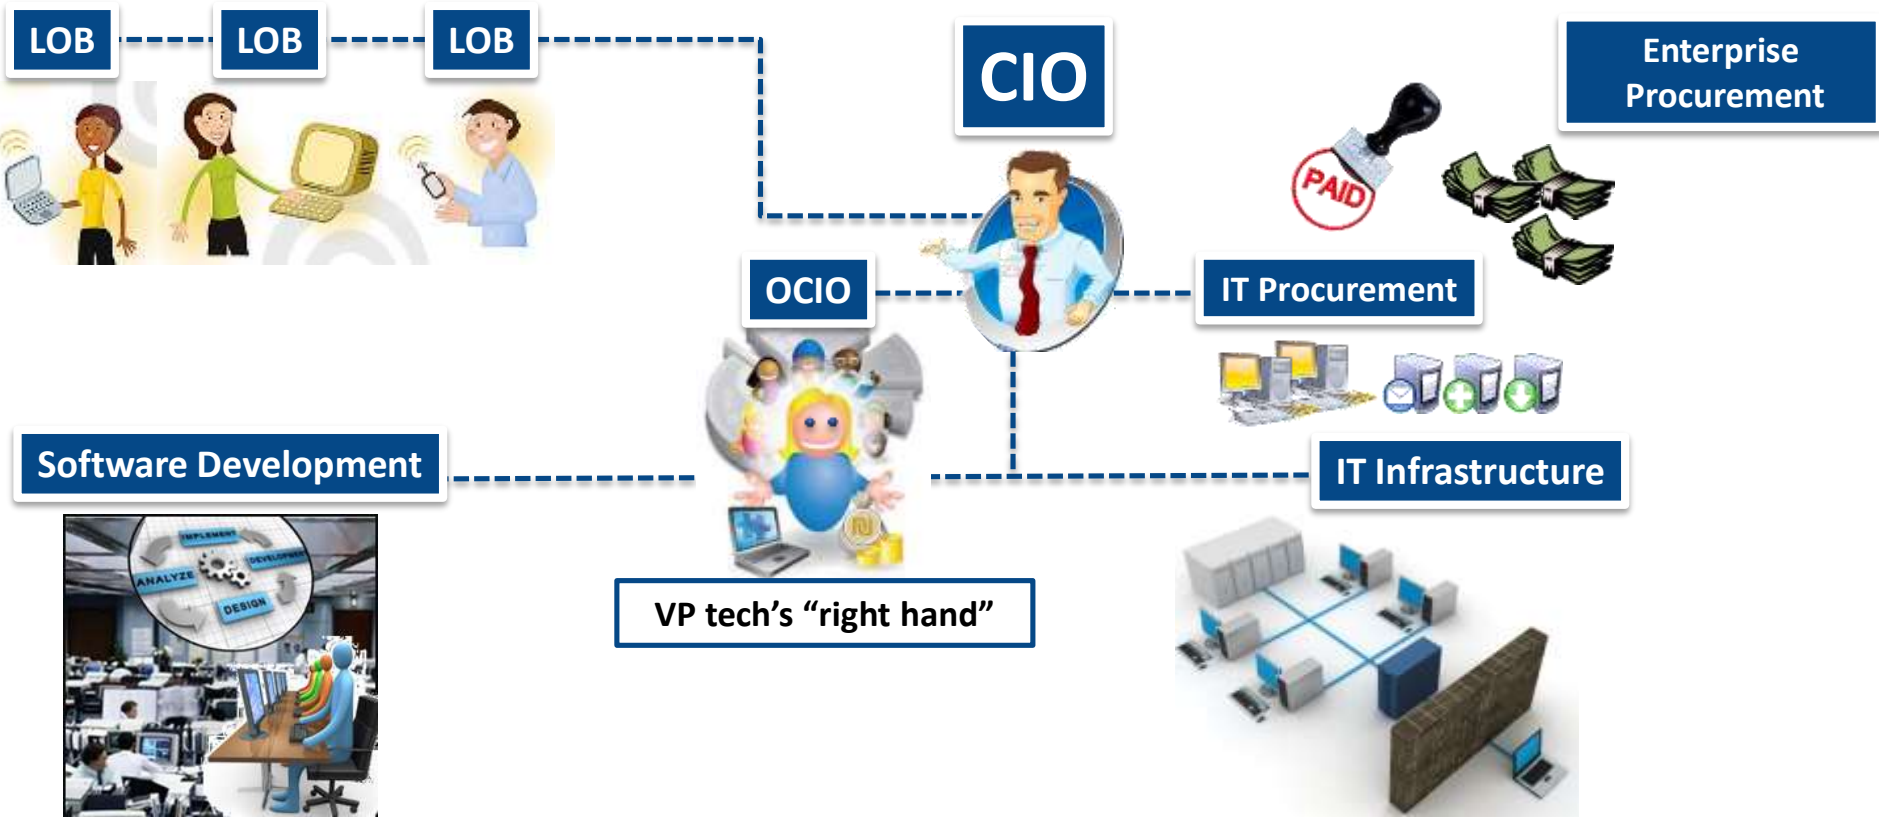 LOB
LOB
LOB
CIO
Enterprise
Procurement
PAID
OCIO
IT Procurement
Software Development
IT Infrastructure
IMPLEMENT
DEVELOPMENT
ANALYZE
DESIGN
₪
VP tech’s “right hand”